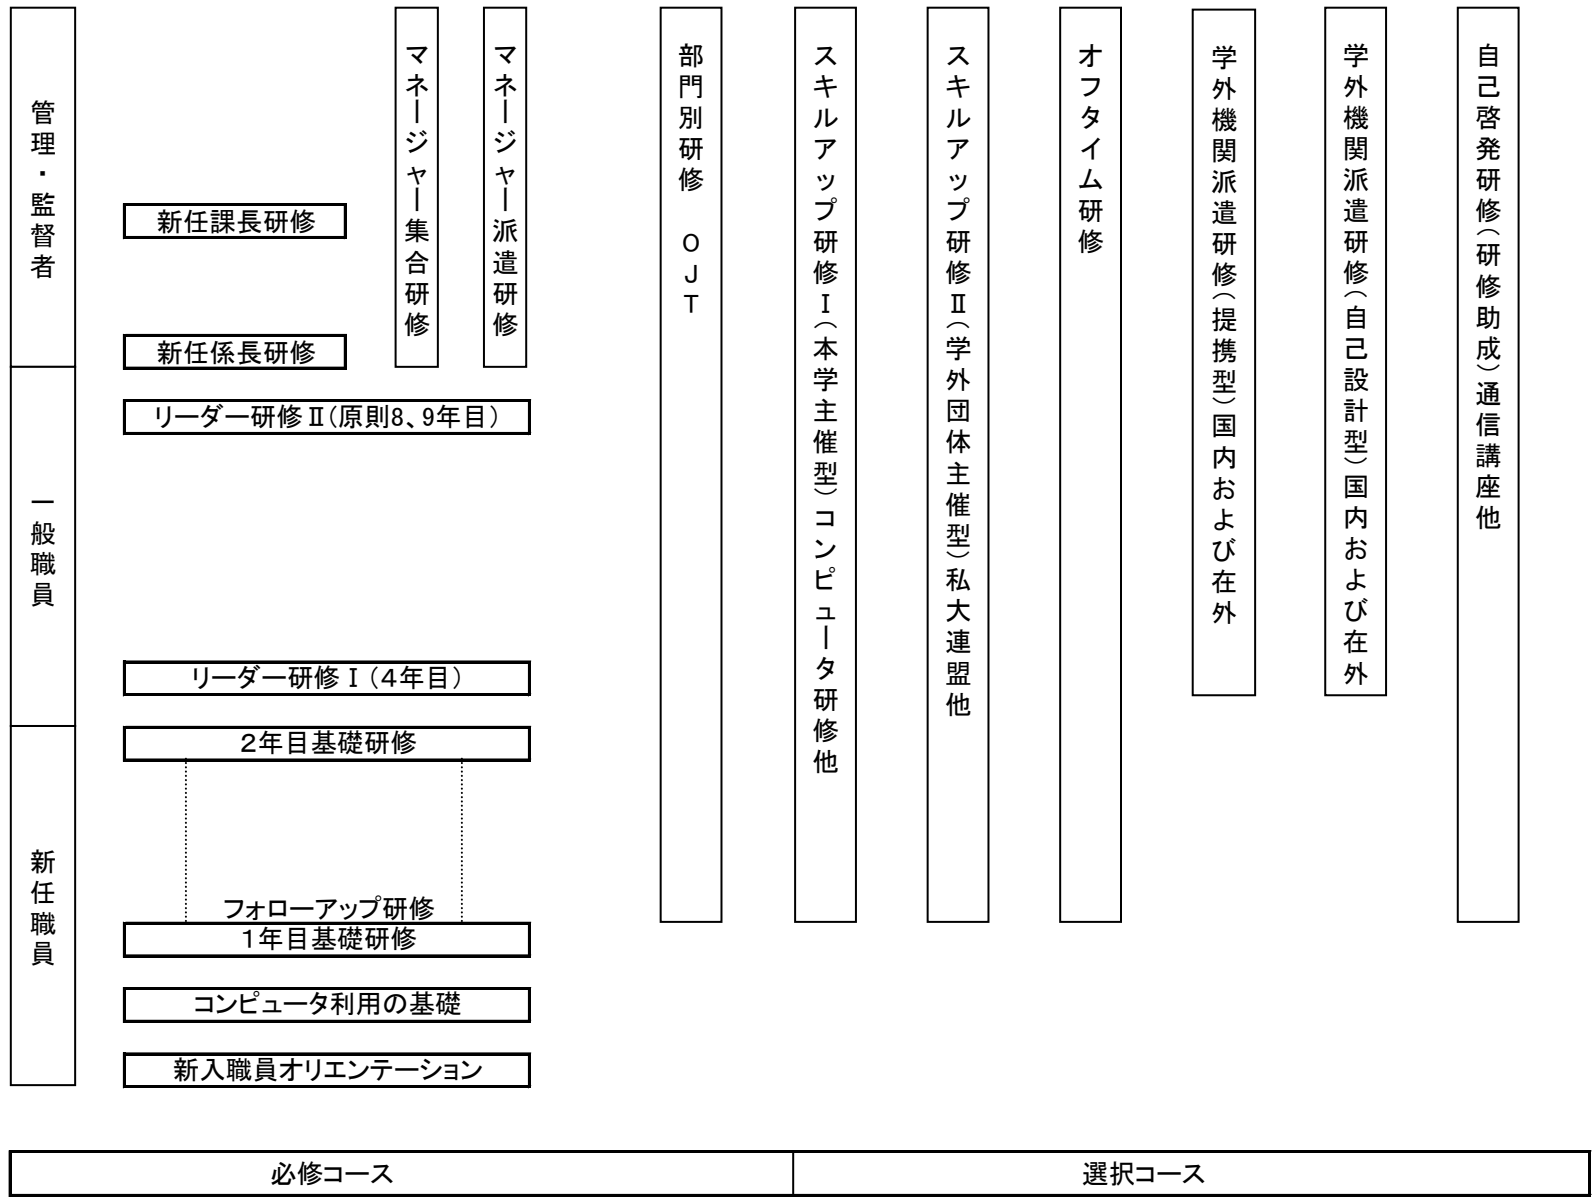 管理・監督者
一般職員
新任職員
新任課長研修
新任係長研修
マネージャー集合研修
マネージャー派遣研修
リーダー研修Ⅱ(原則8、9年目)
リーダー研修Ⅰ(4年目)
2年目基礎研修
フォローアップ研修
1年目基礎研修
コンピュータ利用の基礎
新入職員オリエンテーション
部門別研修 OJT
スキルアップ研修Ⅰ(本学主催型)コンピュータ研修他
スキルアップ研修Ⅱ(学外団体主催型)私大連盟他
オフタイム研修
学外機関派遣研修(提携型)国内および在外
学外機関派遣研修(自己設計型)国内および在外
自己啓発研修(研修助成)通信講座他
必修コース
選択コース